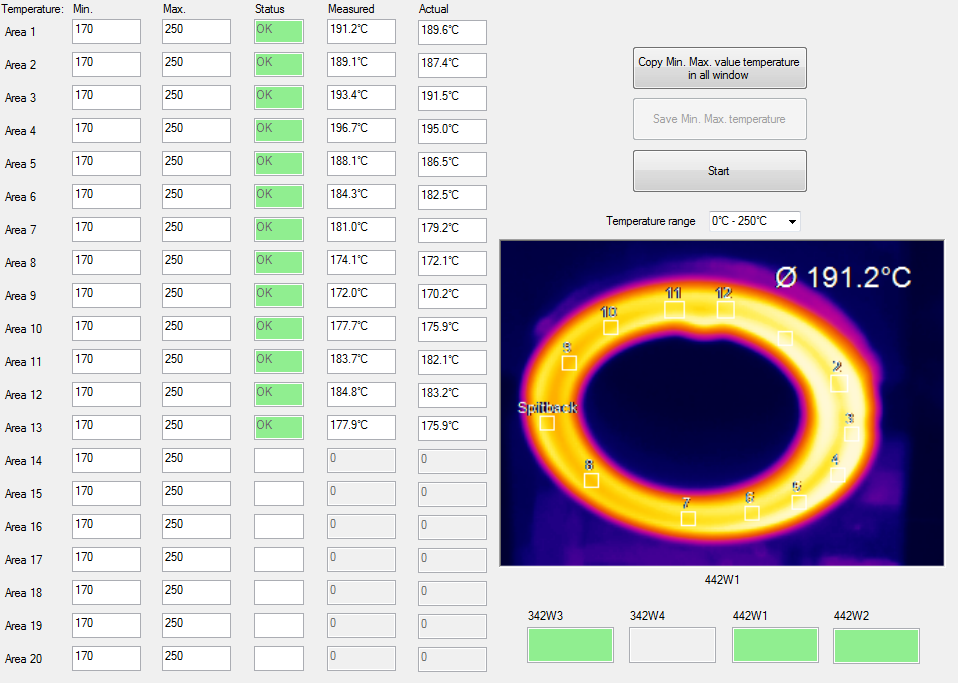 Temperature: Min. Max. Status Measured Actual
Area 1 170 250 OK 191.2°C 189.6°C
Area 2 170 250 OK 189.1°C 187.4°C
Area 3 170 250 OK 193.4°C 191.5°C
Area 4 170 250 OK 196.7°C 195.0°C
Area 5 170 250 OK 188.1°C 186.5°C
Area 6 170 250 OK 184.3°C 182.5°C
Area 7 170 250 OK 181.0°C 179.2°C
Area 8 170 250 OK 174.1°C 172.1°C
Area 9 170 250 OK 172.0°C 170.2°C
Area 10 170 250 OK 177.7°C 175.9°C
Area 11 170 250 OK 183.7°C 182.1°C
Area 12 170 250 OK 184.8°C 183.2°C
Area 13 170 250 OK 177.9°C 175.9°C
Area 14 170 250 0 0
Area 15 170 250 0 0
Area 16 170 250 0 0
Area 17 170 250 0 0
Area 18 170 250 0 0
Area 19 170 250 0 0
Area 20 170 250 0 0
Copy Min. Max. value temperature
in all window
Save Min. Max. temperature
Start
Temperature range 0°C - 250°C
Ø 191.2°C
11 12
10
9
2
Splitback
3
4
8
5
7 6
442W1
342W3 342W4 442W1 442W2